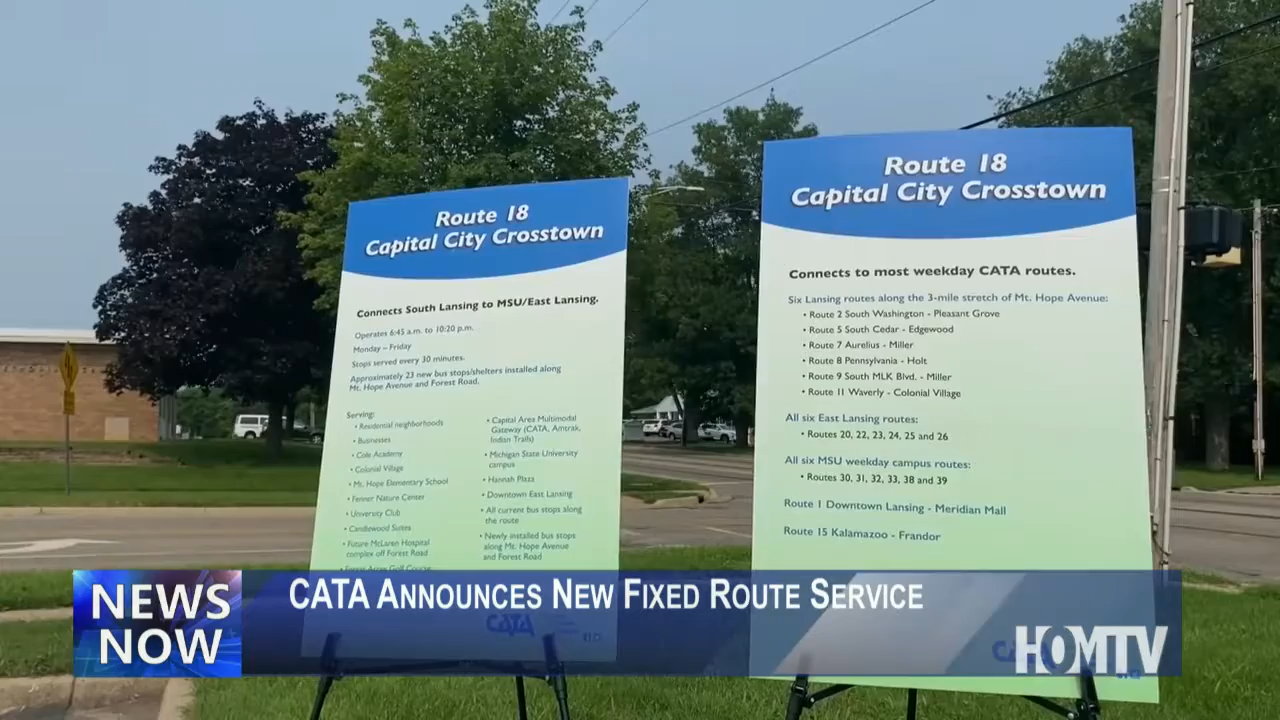 Route 18
Capital City Crosstown
Connects South Lansing to MSU/East Lansing.
Operates 6:45 a.m. to 10:20 p.m.
Monday – Friday
Stops served every 30 minutes.
Approximately 23 new bus stops/shelters installed along
Mt. Hope Avenue and Forest Road.
Serving:
• Residential neighborhoods
• Businesses
• Cole Academy
• Colonial Village
• Mt. Hope Elementary School
• Fenner Nature Center
• University Club
• Candlewood Suites
• Future McLaren Hospital
complex off Forest Road
• Forest Acres Golf Course
• Capital Area Multimodal
Gateway (CATA, Amtrak,
Indian Trails)
• Michigan State University
campus
• Hannah Plaza
• Downtown East Lansing
• All current bus stops along
the route
• Newly installed bus stops
along Mt. Hope Avenue
and Forest Road
CATA
Route 18
Capital City Crosstown
Connects to most weekday CATA routes.
Six Lansing routes along the 3-mile stretch of Mt. Hope Avenue:
• Route 2 South Washington - Pleasant Grove
• Route 5 South Cedar - Edgewood
• Route 7 Aurelius - Miller
• Route 8 Pennsylvania - Holt
• Route 9 South MLK Blvd. - Miller
• Route 11 Waverly - Colonial Village
All six East Lansing routes:
• Routes 20, 22, 23, 24, 25 and 26
All six MSU weekday campus routes:
• Routes 30, 31, 32, 33, 38 and 39
Route 1 Downtown Lansing - Meridian Mall
Route 15 Kalamazoo - Frandor
CATA
NEWS
NOW
CATA ANNOUNCES NEW FIXED ROUTE SERVICE
HOMTV